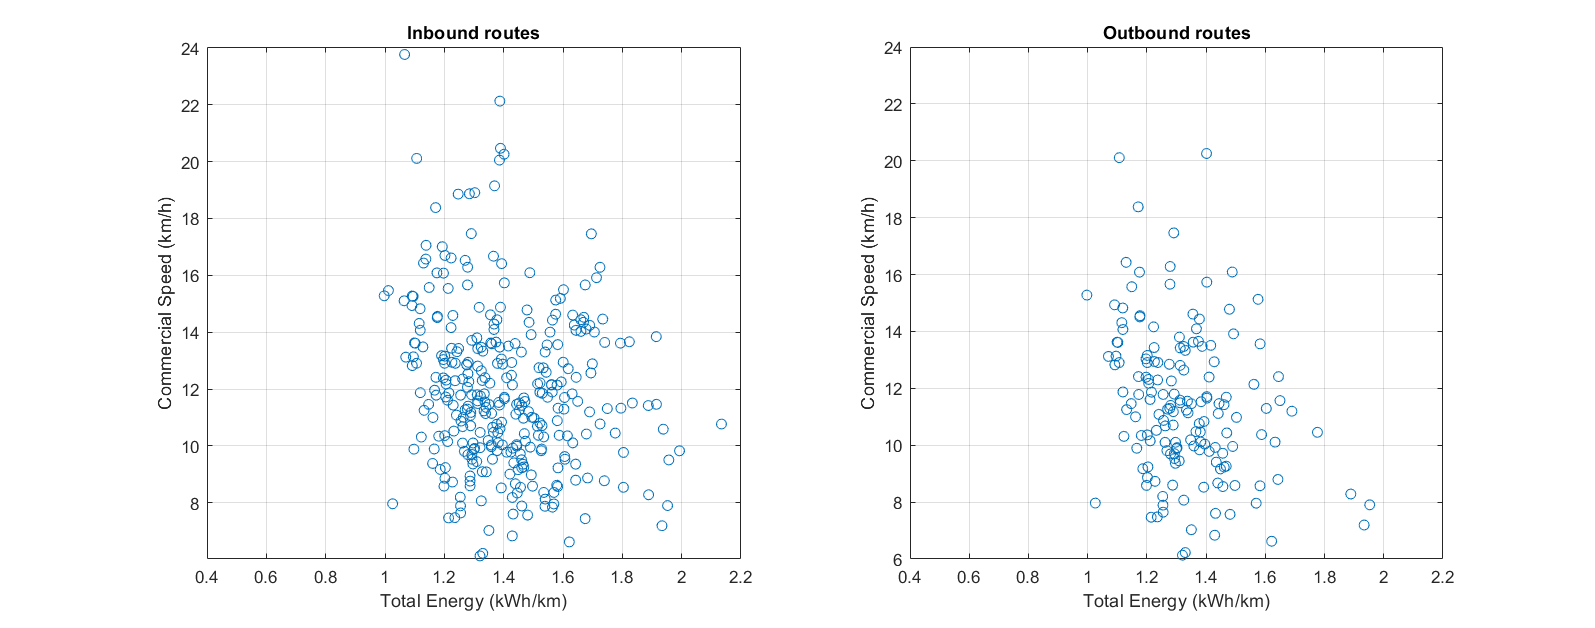 Inbound routes
24
22
20
18
16
14
12
10
8
Commercial Speed (km/h)
0.4 0.6 0.8 1 1.2 1.4 1.6 1.8 2 2.2
Total Energy (kWh/km)
Outbound routes
24
22
20
18
16
14
12
10
8
6
Commercial Speed (km/h)
0.4 0.6 0.8 1 1.2 1.4 1.6 1.8 2 2.2
Total Energy (kWh/km)